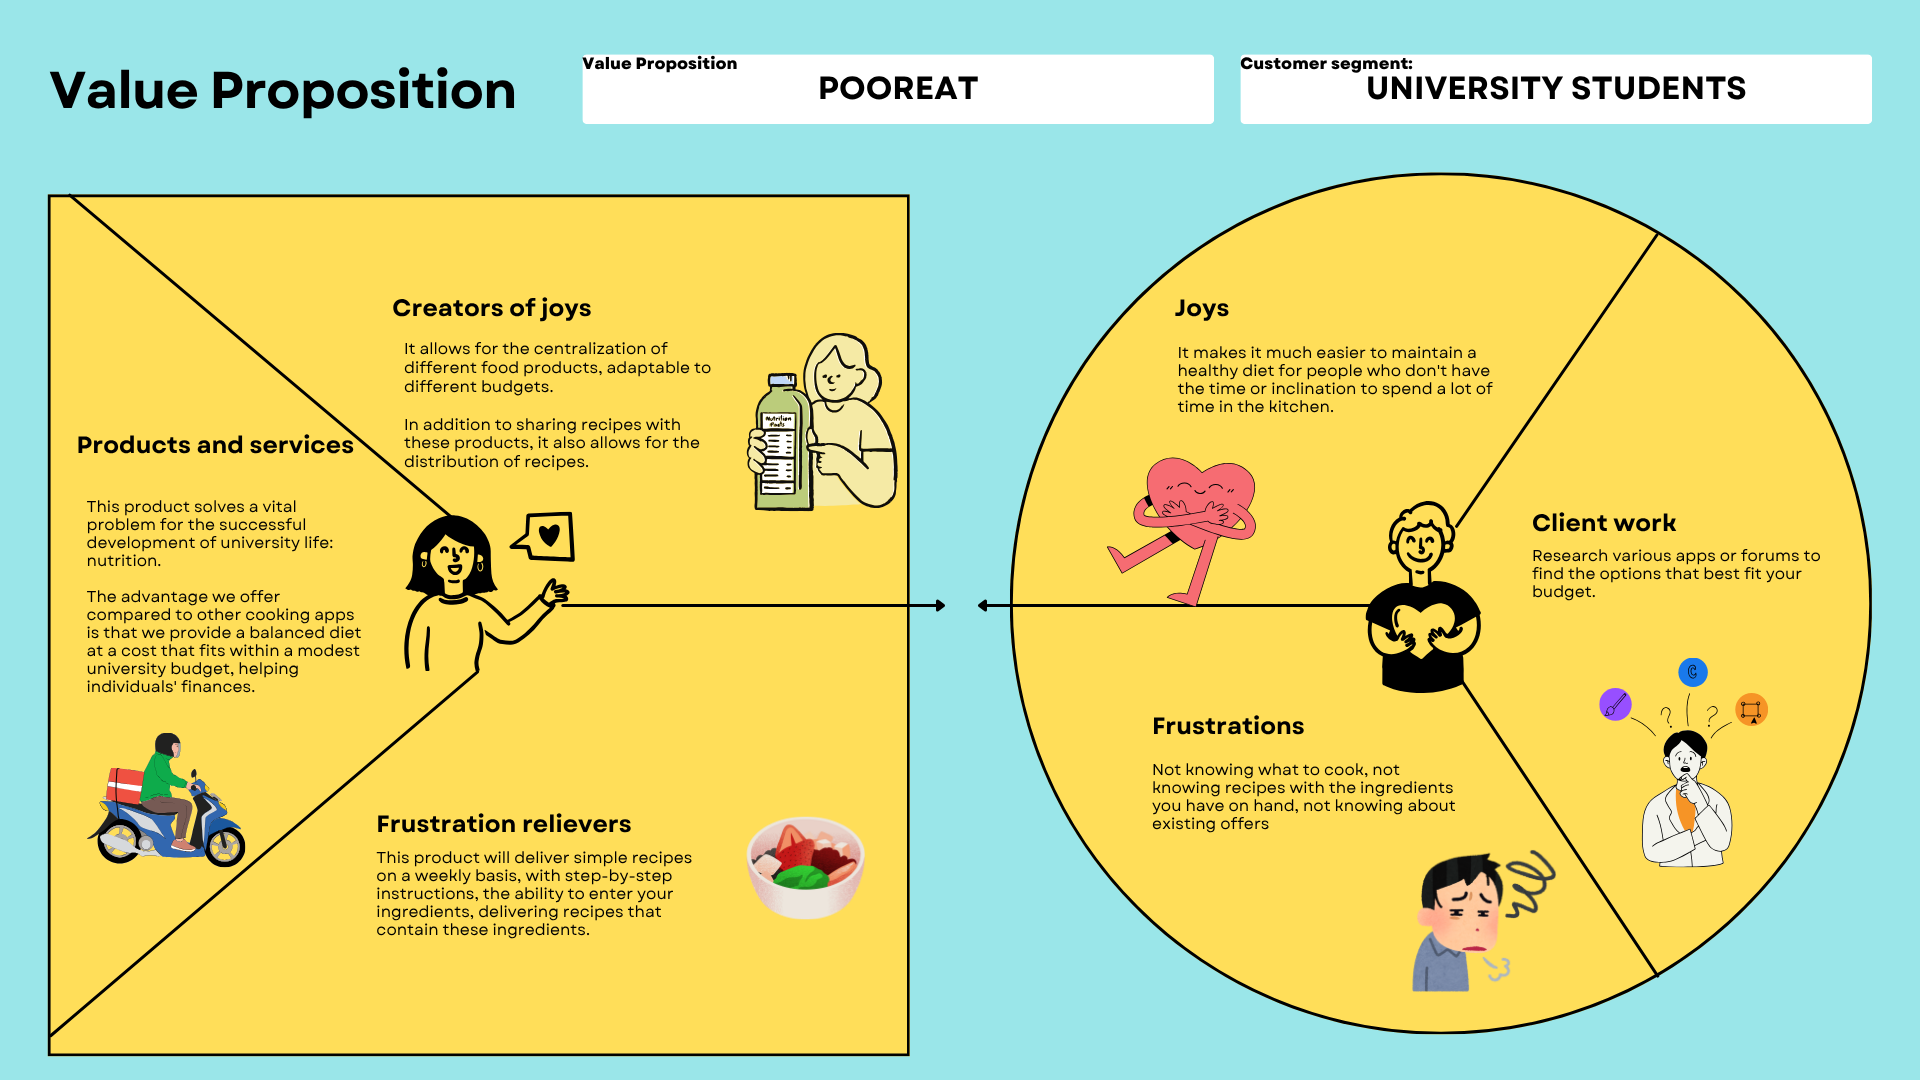 Value Proposition
Value Proposition
POOREAT
Customer segment:
UNIVERSITY STUDENTS
Creators of joys
It allows for the centralization of
different food products, adaptable to
different budgets.
In addition to sharing recipes with
these products, it also allows for the
distribution of recipes.
Nutrition
Facts
Products and services
This product solves a vital
problem for the successful
development of university life:
nutrition.
The advantage we offer
compared to other cooking apps
is that we provide a balanced diet
at a cost that fits within a modest
university budget, helping
individuals' finances.
Frustration relievers
This product will deliver simple recipes
on a weekly basis, with step-by-step
instructions, the ability to enter your
ingredients, delivering recipes that
contain these ingredients.
Joys
It makes it much easier to maintain a
healthy diet for people who don't have
the time or inclination to spend a lot of
time in the kitchen.
Client work
Research various apps or forums to
find the options that best fit your
budget.
C
? ?
Frustrations
Not knowing what to cook, not
knowing recipes with the ingredients
you have on hand, not knowing about
existing offers